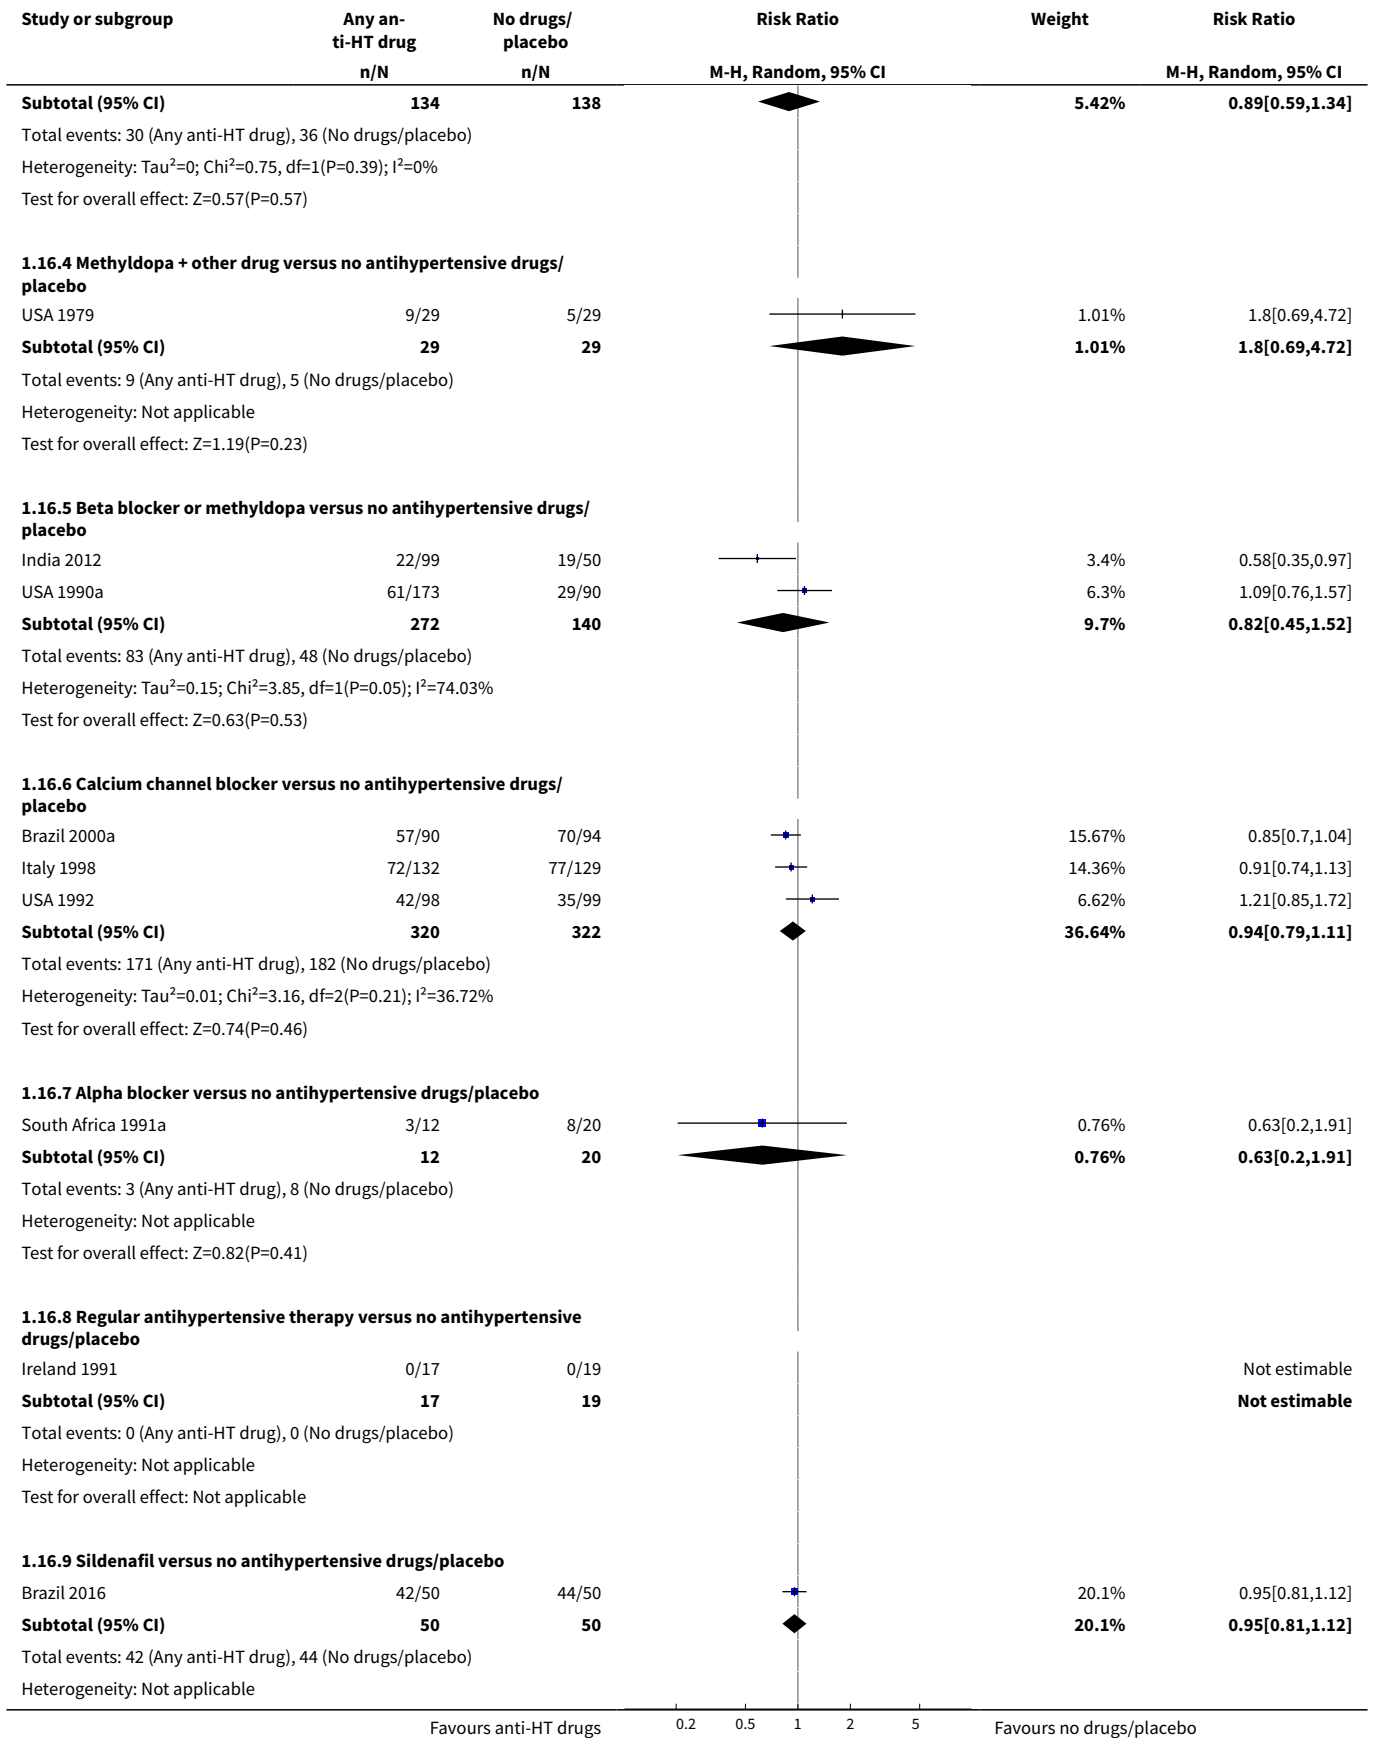 Study or subgroup Any an- No drugs/ Risk Ratio Weight Risk Ratio
ti-HT drug placebo
n/N n/N M-H, Random, 95% CI M-H, Random, 95% CI
Subtotal (95% CI) 134 138 5.42% 0.89[0.59,1.34]
Total events: 30 (Any anti-HT drug), 36 (No drugs/placebo)
Heterogeneity: Tau²=0; Chi²=0.75, df=1(P=0.39); I²=0%
Test for overall effect: Z=0.57(P=0.57)
1.16.4 Methyldopa + other drug versus no antihypertensive drugs/
placebo
USA 1979 9/29 5/29 1.01% 1.8[0.69,4.72]
Subtotal (95% CI) 29 29 1.01% 1.8[0.69,4.72]
Total events: 9 (Any anti-HT drug), 5 (No drugs/placebo)
Heterogeneity: Not applicable
Test for overall effect: Z=1.19(P=0.23)
1.16.5 Beta blocker or methyldopa versus no antihypertensive drugs/
placebo
India 2012 22/99 19/50 3.4% 0.58[0.35,0.97]
USA 1990a 61/173 29/90 6.3% 1.09[0.76,1.57]
Subtotal (95% CI) 272 140 9.7% 0.82[0.45,1.52]
Total events: 83 (Any anti-HT drug), 48 (No drugs/placebo)
Heterogeneity: Tau²=0.15; Chi²=3.85, df=1(P=0.05); I²=74.03%
Test for overall effect: Z=0.63(P=0.53)
1.16.6 Calcium channel blocker versus no antihypertensive drugs/
placebo
Brazil 2000a 57/90 70/94 15.67% 0.85[0.7,1.04]
Italy 1998 72/132 77/129 14.36% 0.91[0.74,1.13]
USA 1992 42/98 35/99 6.62% 1.21[0.85,1.72]
Subtotal (95% CI) 320 322 36.64% 0.94[0.79,1.11]
Total events: 171 (Any anti-HT drug), 182 (No drugs/placebo)
Heterogeneity: Tau²=0.01; Chi²=3.16, df=2(P=0.21); I²=36.72%
Test for overall effect: Z=0.74(P=0.46)
1.16.7 Alpha blocker versus no antihypertensive drugs/placebo
South Africa 1991a 3/12 8/20 0.76% 0.63[0.2,1.91]
Subtotal (95% CI) 12 20 0.76% 0.63[0.2,1.91]
Total events: 3 (Any anti-HT drug), 8 (No drugs/placebo)
Heterogeneity: Not applicable
Test for overall effect: Z=0.82(P=0.41)
1.16.8 Regular antihypertensive therapy versus no antihypertensive
drugs/placebo
Ireland 1991 0/17 0/19 Not estimable
Subtotal (95% CI) 17 19 Not estimable
Total events: 0 (Any anti-HT drug), 0 (No drugs/placebo)
Heterogeneity: Not applicable
Test for overall effect: Not applicable
1.16.9 Sildenafil versus no antihypertensive drugs/placebo
Brazil 2016 42/50 44/50 20.1% 0.95[0.81,1.12]
Subtotal (95% CI) 50 50 20.1% 0.95[0.81,1.12]
Total events: 42 (Any anti-HT drug), 44 (No drugs/placebo)
Heterogeneity: Not applicable
Favours anti-HT drugs 0.2 0.5 1 2 5 Favours no drugs/placebo